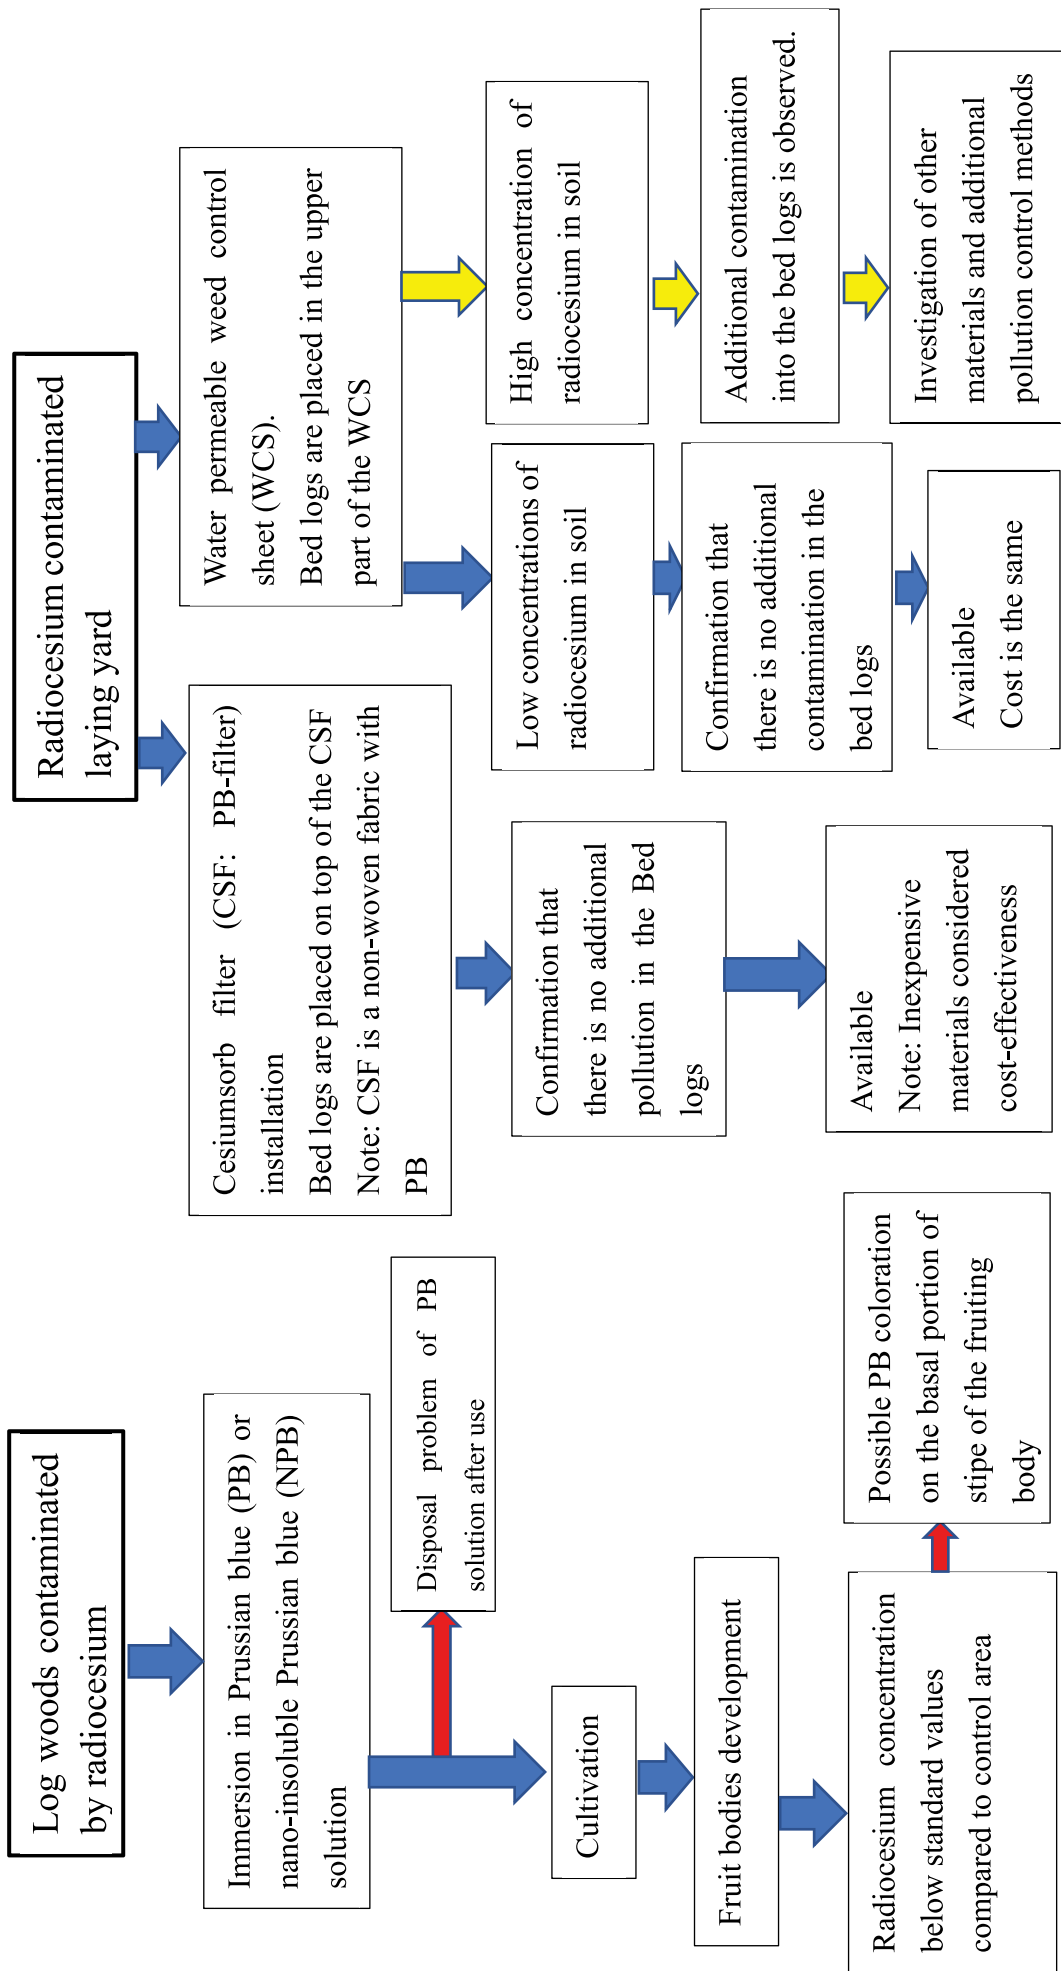 Log woods contaminated
by radiocesium
Immersion in Prussian blue (PB) or
nano-insoluble Prussian blue (NPB)
solution
Disposal problem of PB
solution after use
Cultivation
Fruit bodies development
Radiocesium concentration
below standard values
compared to control area
Possible PB coloration
on the basal portion of
stipe of the fruiting
body
Radiocesium contaminated
laying yard
Cesiumsorb filter (CSF: PB-filter)
installation
Bed logs are placed on top of the CSF
Note: CSF is a non-woven fabric with
PB
Confirmation that
there is no additional
pollution in the Bed
logs
Available
Note: Inexpensive
materials considered
cost-effectiveness
Water permeable weed control
sheet (WCS).
Bed logs are placed in the upper
part of the WCS
Low concentrations of
radiocesium in soil
Confirmation that
there is no additional
contamination in the
bed logs
Available
Cost is the same
High concentration of
radiocesium in soil
Additional contamination
into the bed logs is observed.
Investigation of other
materials and additional
pollution control methods